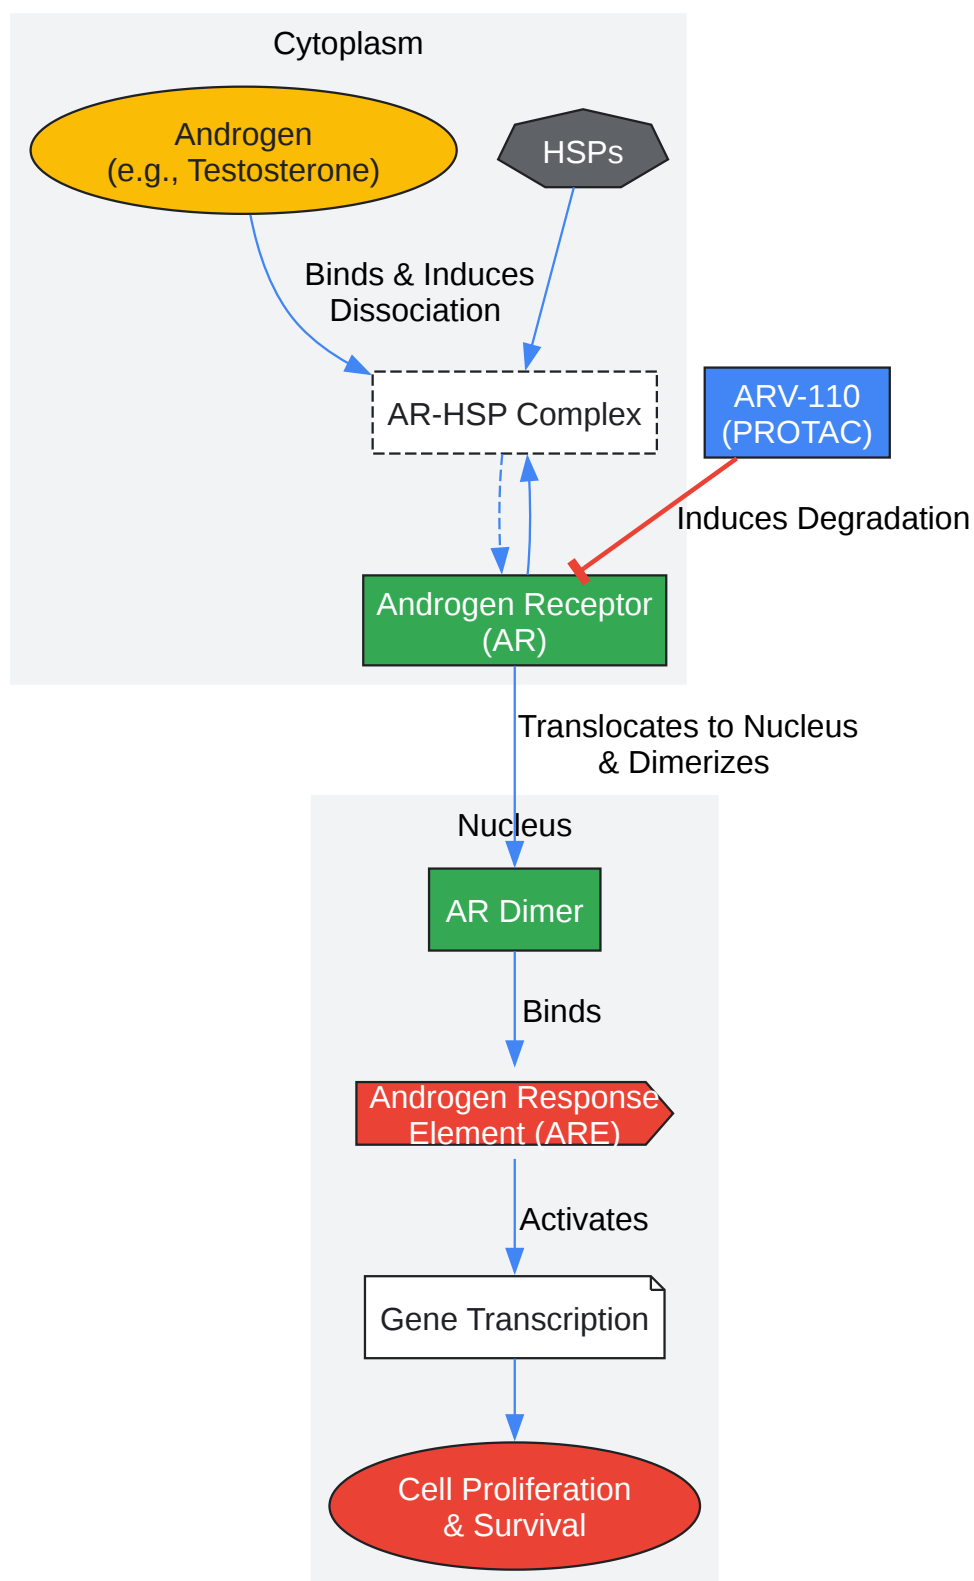 Cytoplasm
Androgen
(e.g., Testosterone)
HSPs
Binds & Induces
Dissociation
AR-HSP Complex
ARV-110
(PROTAC)
Induces Degradation
Androgen Receptor
(AR)
Translocates to Nucleus
& Dimerizes
Nucleus
AR Dimer
Binds
Androgen Response
Element (ARE)
Activates
Gene Transcription
Cell Proliferation
& Survival